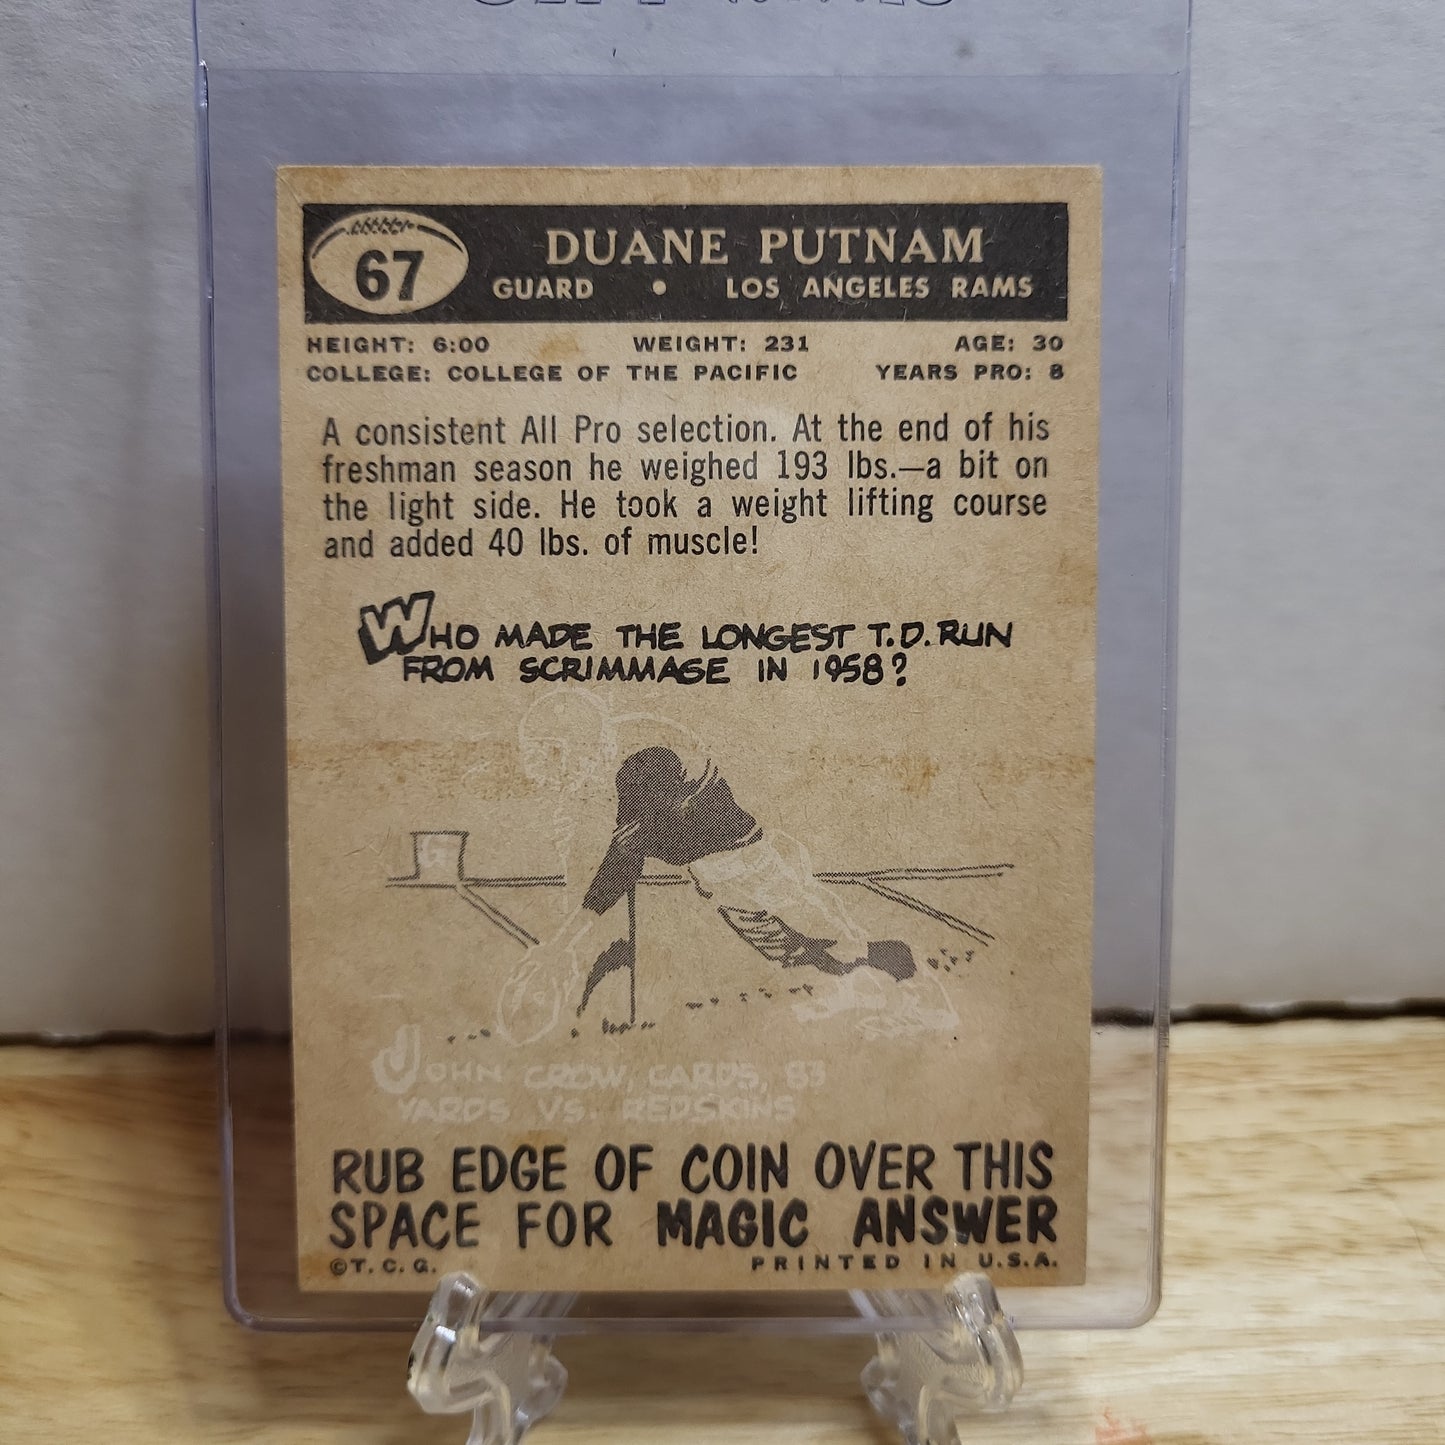 67
DUANE PUTNAM
GUARD • LOS ANGELES RAMS
HEIGHT: 6:00 WEIGHT: 231 AGE: 30
COLLEGE: COLLEGE OF THE PACIFIC YEARS PRO: 8
A consistent All Pro selection. At the end of his
freshman season he weighed 193 lbs.—a bit on
the light side. He took a weight lifting course
and added 40 lbs. of muscle!
WHO MADE THE LONGEST T.D. RUN
FROM SCRIMMAGE IN 1958?
G
JOHN CROW, CARDS, 83
YARDS VS. REDSKINS
RUB EDGE OF COIN OVER THIS
SPACE FOR MAGIC ANSWER
©T. C. G. PRINTED IN U.S.A.